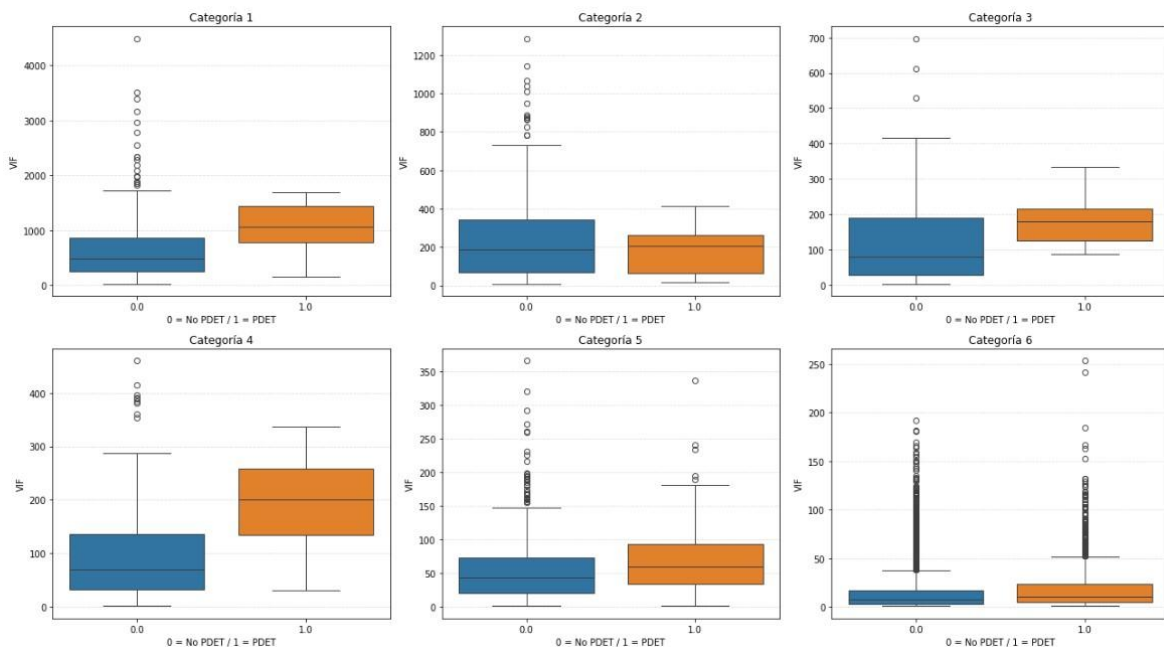 Categoría 1
4000
3000
2000
1000
0
VIF
0.0 1.0
0 = No PDET / 1 = PDET
Categoría 2
1200
1000
800
600
400
200
0
VIF
0.0 1.0
0 = No PDET / 1 = PDET
Categoría 3
700
600
500
400
300
200
100
0
VIF
0.0 1.0
0 = No PDET / 1 = PDET
Categoría 4
400
300
200
100
0
VIF
0.0 1.0
0 = No PDET / 1 = PDET
Categoría 5
350
300
250
200
150
100
50
0
VIF
0.0 1.0
0 = No PDET / 1 = PDET
Categoría 6
250
200
150
100
50
0
VIF
0.0 1.0
0 = No PDET / 1 = PDET